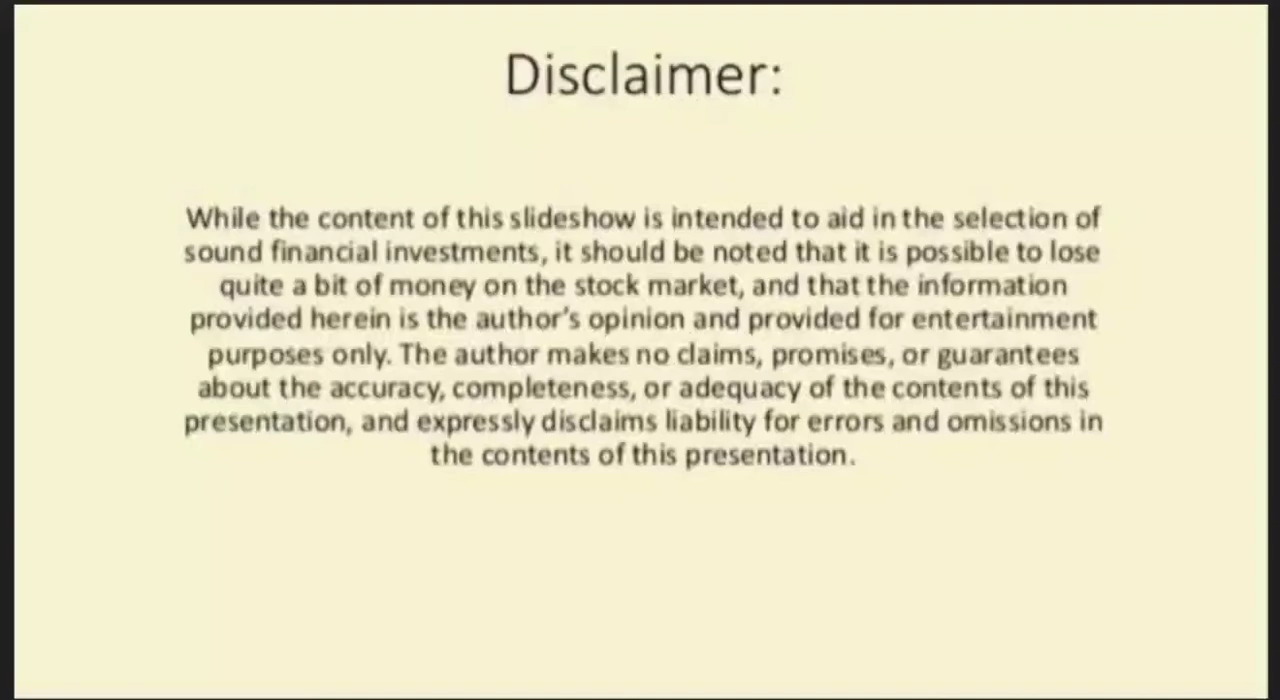 Disclaimer:
While the content of this slideshow is intended to aid in the selection of
sound financial investments, it should be noted that it is possible to lose
quite a bit of money on the stock market, and that the information
provided herein is the author's opinion and provided for entertainment
purposes only. The author makes no claims, promises, or guarantees
about the accuracy, completeness, or adequacy of the contents of this
presentation, and expressly disclaims liability for errors and omissions in
the contents of this presentation.